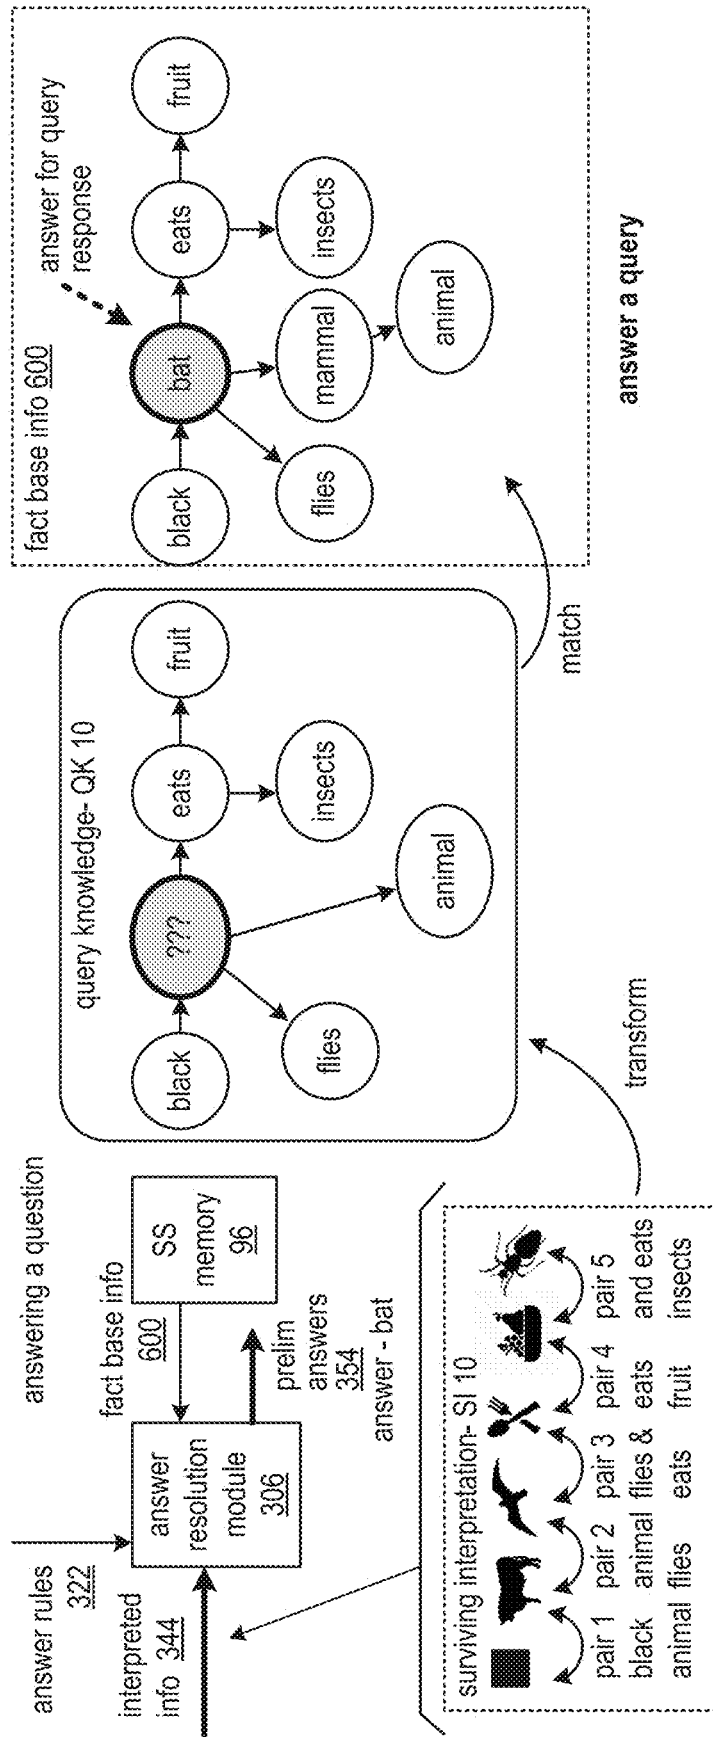 answering a question
answer rules
322
fact base info
600
interpreted
info 344
answer
resolution
module
306
SS
memory
96
prelim
answers
354
answer - bat
surviving interpretation- SI 10
pair 1
black
animal
pair 2
animal
flies
pair 3
flies &
eats
pair 4
eats
fruit
pair 5
and eats
insects
transform
query knowledge- QK 10
black
???
eats
fruit
flies
insects
animal
match
fact base info 600
answer for query
response
black
bat
eats
fruit
flies
mammal
insects
animal
answer a query